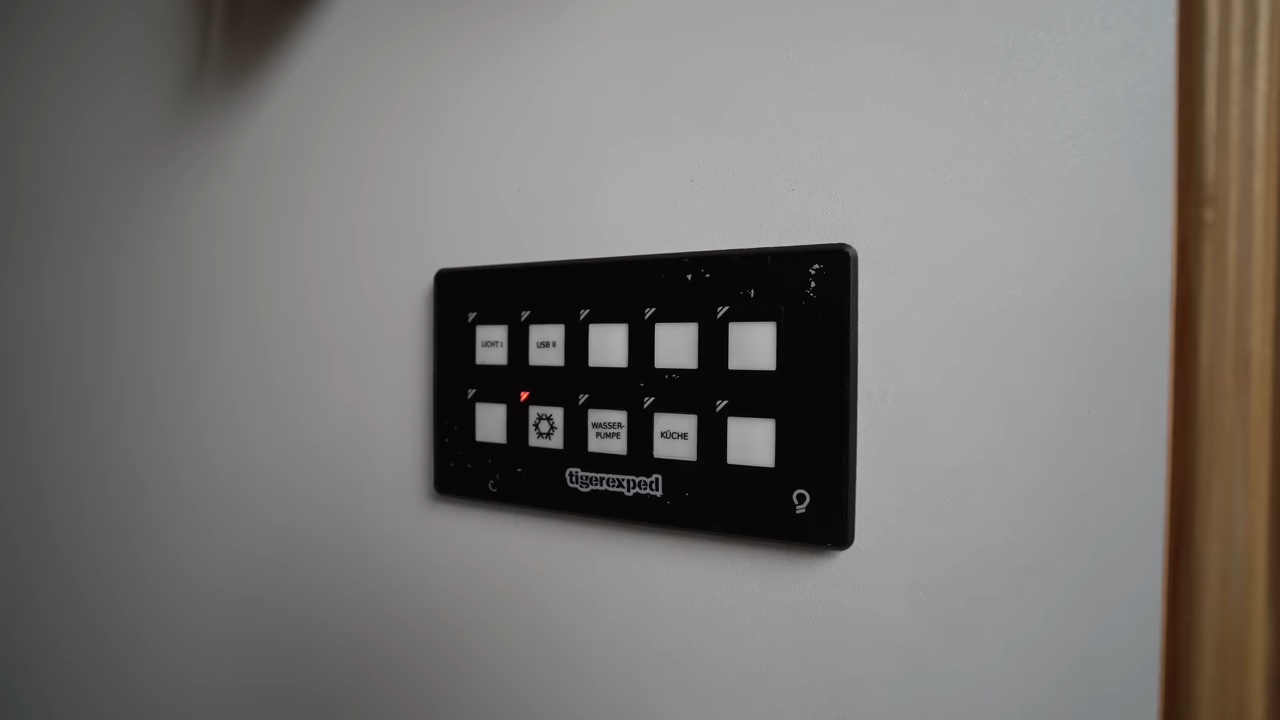 LICHT I
USB II
WASSER-
PUMPE
KÜCHE
tigerexped